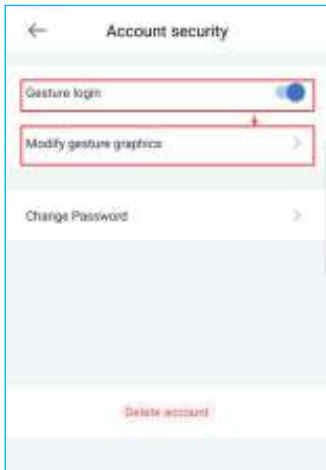 Account security
Gesture login
Modify gesture graphics
Change Password
Delete account